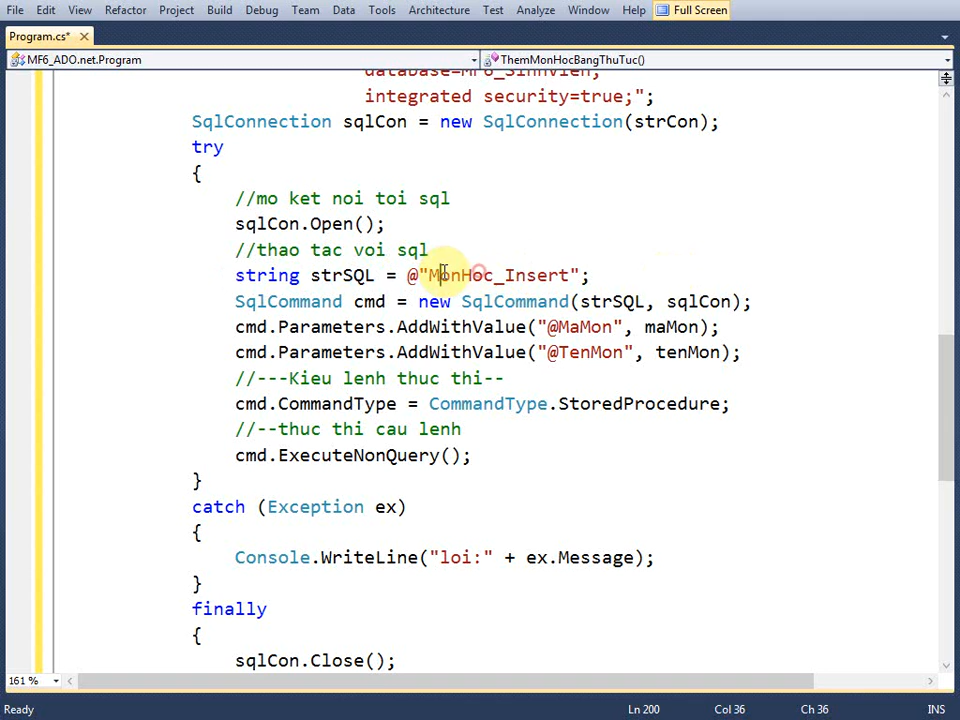 File Edit View Refactor Project Build Debug Team Data Tools Architecture Test Analyze Window Help Full Screen
Program.cs*
MF6_ADO.net.Program ThemMonHocBangThuTuc()
database=MF6_SinhVien;
integrated security=true;";
SqlConnection sqlCon = new SqlConnection(strCon);
try
{
//mo ket noi toi sql
sqlCon.Open();
//thao tac voi sql
string strSQL = @"MonHoc_Insert";
SqlCommand cmd = new SqlCommand(strSQL, sqlCon);
cmd.Parameters.AddWithValue("@MaMon", maMon);
cmd.Parameters.AddWithValue("@TenMon", tenMon);
//---Kieu lenh thuc thi--
cmd.CommandType = CommandType.StoredProcedure;
//--thuc thi cau lenh
cmd.ExecuteNonQuery();
}
catch (Exception ex)
{
Console.WriteLine("loi:" + ex.Message);
}
finally
{
sqlCon.Close();
161 %
Ready Ln 200 Col 36 Ch 36 INS